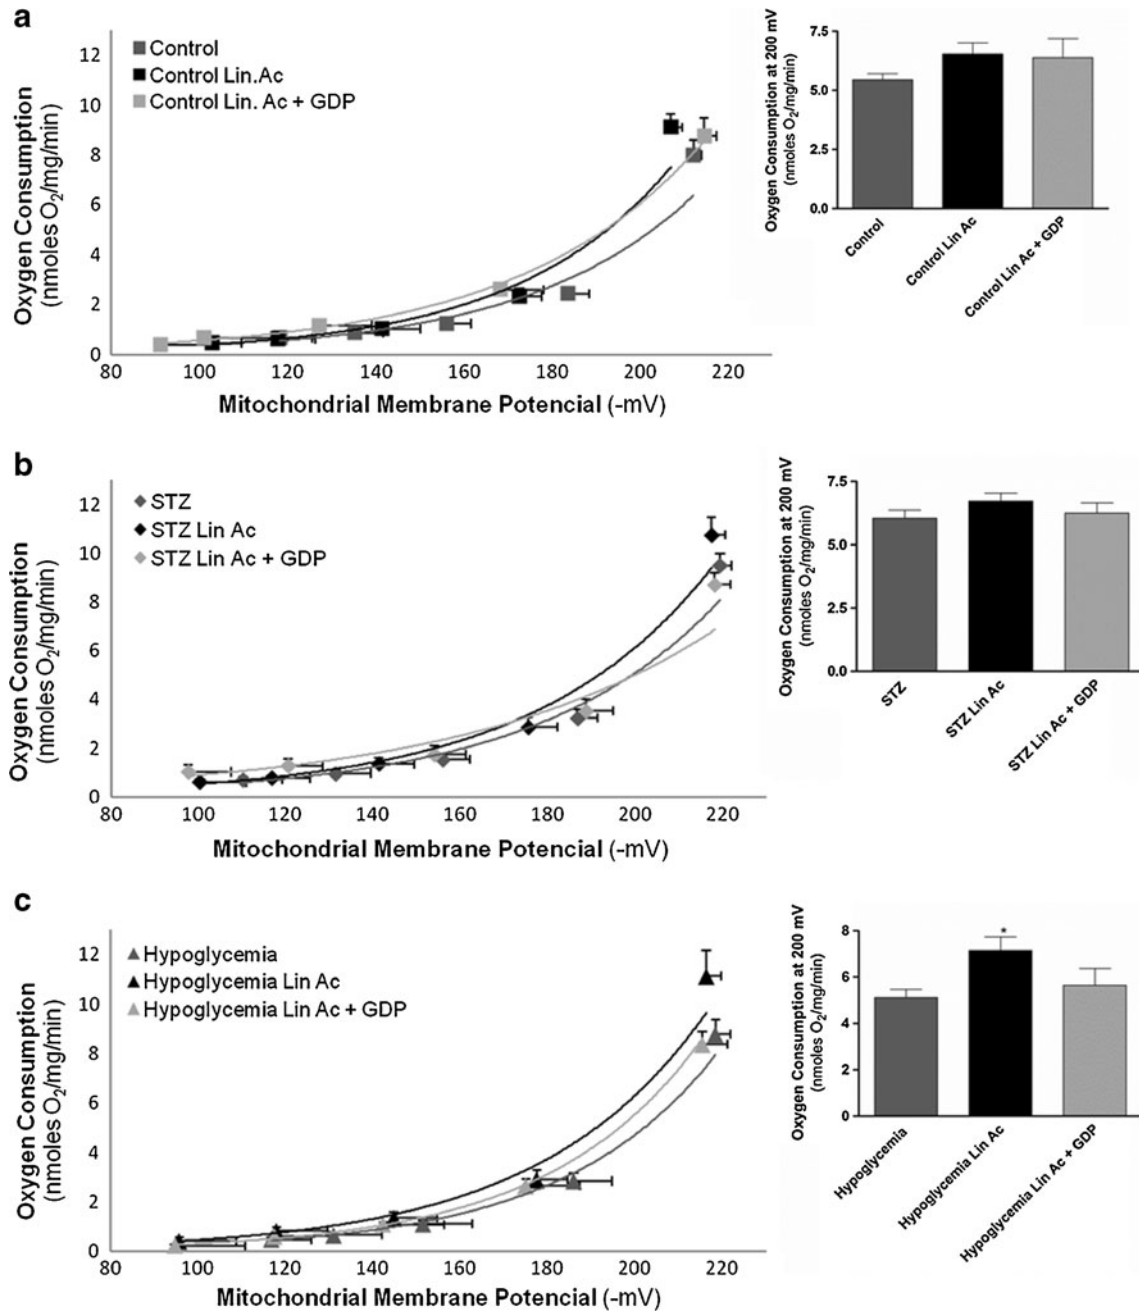 a
Oxygen Consumption
(nmoles O2/mg/min)
12
10
8
6
4
2
0
Control
Control Lin.Ac
Control Lin. Ac + GDP
80 100 120 140 160 180 200 220
Mitochondrial Membrane Potencial (-mV)
Oxygen Consumption at 200 mV
(nmoles O2/mg/min)
7.5
5.0
2.5
0.0
Control
Control Lin Ac
Control Lin Ac + GDP
b
Oxygen Consumption
(nmoles O2/mg/min)
12
10
8
6
4
2
0
STZ
STZ Lin Ac
STZ Lin Ac + GDP
80 100 120 140 160 180 200 220
Mitochondrial Membrane Potencial (-mV)
Oxygen Consumption at 200 mV
(nmoles O2/mg/min)
7.5
5.0
2.5
0.0
STZ
STZ Lin Ac
STZ Lin Ac + GDP
c
Oxygen Consumption
(nmoles O2/mg/min)
12
10
8
6
4
2
0
Hypoglycemia
Hypoglycemia Lin Ac
Hypoglycemia Lin Ac + GDP
80 100 120 140 160 180 200 220
Mitochondrial Membrane Potencial (-mV)
Oxygen Consumption at 200 mV
(nmoles O2/mg/min)
8
6
4
2
0
*
Hypoglycemia
Hypoglycemia Lin Ac
Hypoglycemia Lin Ac + GDP